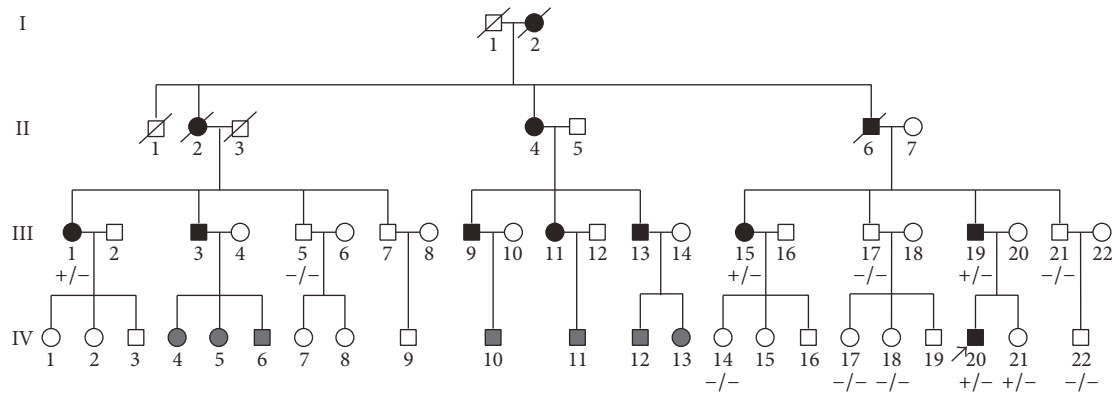 I
1 2
II
1 2 3 4 5 6 7
III
1 2 3 4 5 6 7 8 9 10 11 12 13 14 15 16 17 18 19 20 21 22
+/− −/− +/− −/− +/− −/−
IV
1 2 3 4 5 6 7 8 9 10 11 12 13 14 15 16 17 18 19 20 21 22
−/− −/− −/− +/− +/− −/−